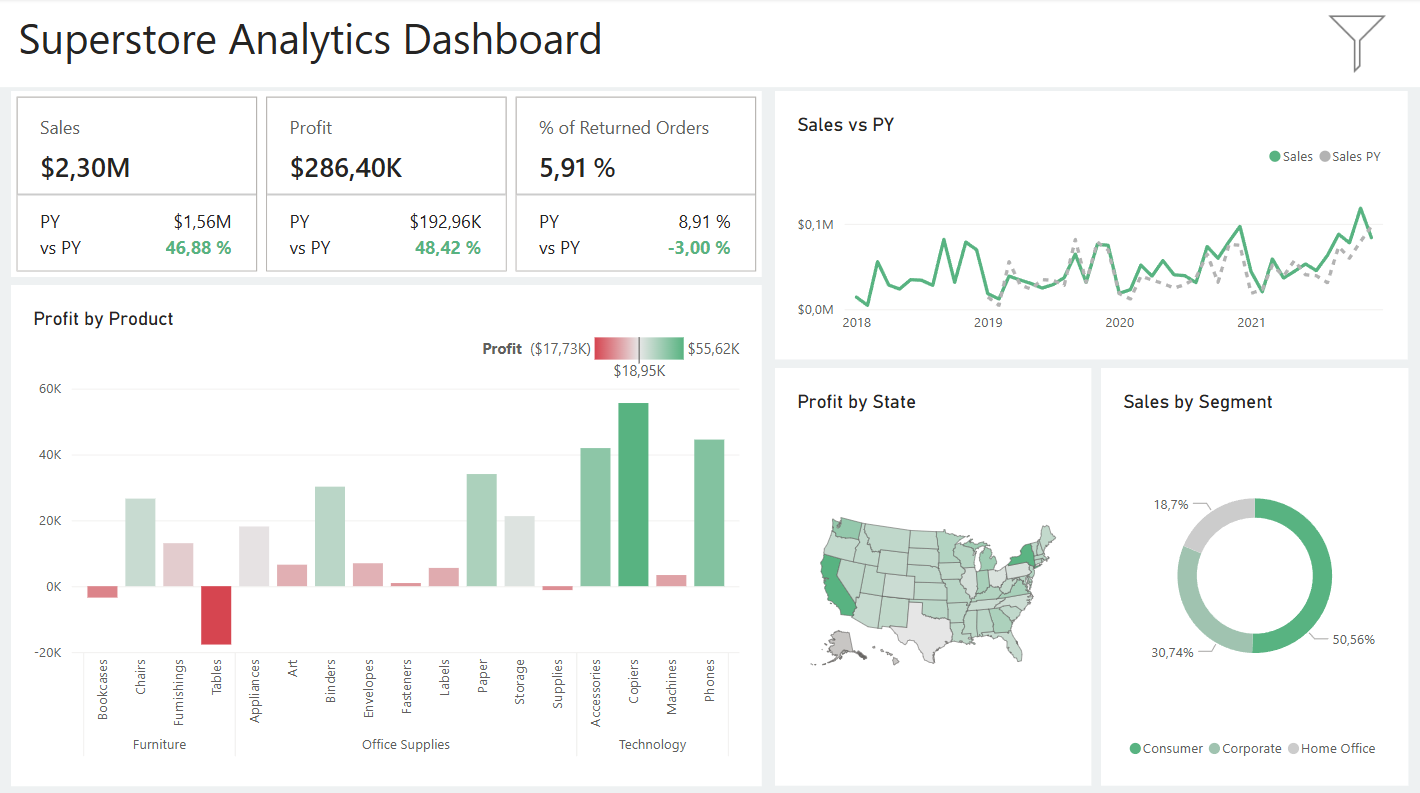 Superstore Analytics Dashboard
Sales
$2,30M
PY $1,56M
vs PY 46,88 %
Profit
$286,40K
PY $192,96K
vs PY 48,42 %
% of Returned Orders
5,91 %
PY 8,91 %
vs PY -3,00 %
Sales vs PY
Sales Sales PY
$0,1M
$0,0M
2018 2019 2020 2021
Profit by Product
Profit ($17,73K) $55,62K
$18,95K
60K
40K
20K
0K
-20K
Bookcases
Chairs
Furnishings
Tables
Appliances
Art
Binders
Envelopes
Fasteners
Labels
Paper
Storage
Supplies
Accessories
Copiers
Machines
Phones
Furniture Office Supplies Technology
Profit by State
Sales by Segment
18,7%
50,56%
30,74%
Consumer Corporate Home Office